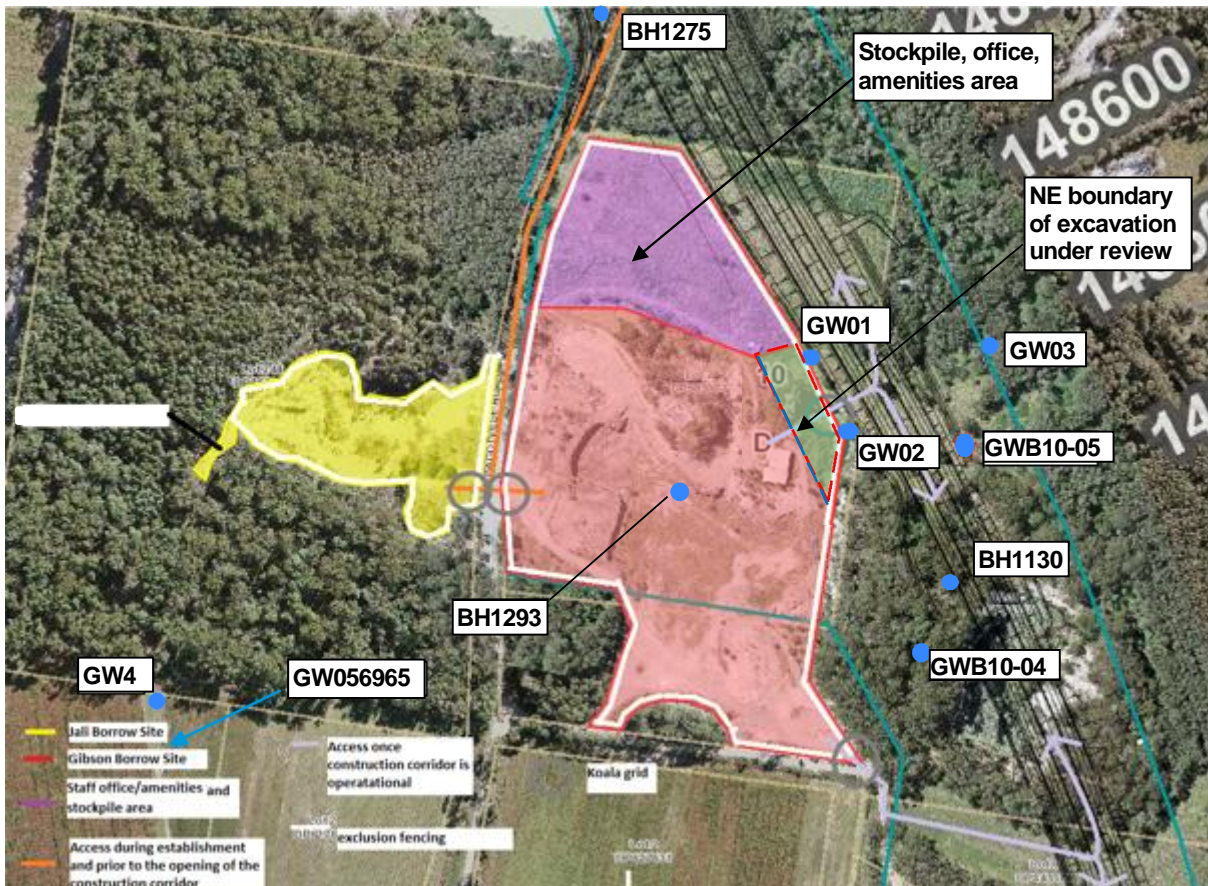 BH1275
Stockpile, office,
amenities area
148600
NE boundary
of excavation
under review
GW01
GW03
10
D
GW02
GWB10-05
BH1130
BH1293
GWB10-04
GW4
GW056965
Jali Borrow Site
Gibson Borrow Site
Staff office/amenities and
stockpile area
Access during establishment
and prior to the opening of the
construction corridor
Access once
construction corridor is
operatational
exclusion fencing
Koala grid